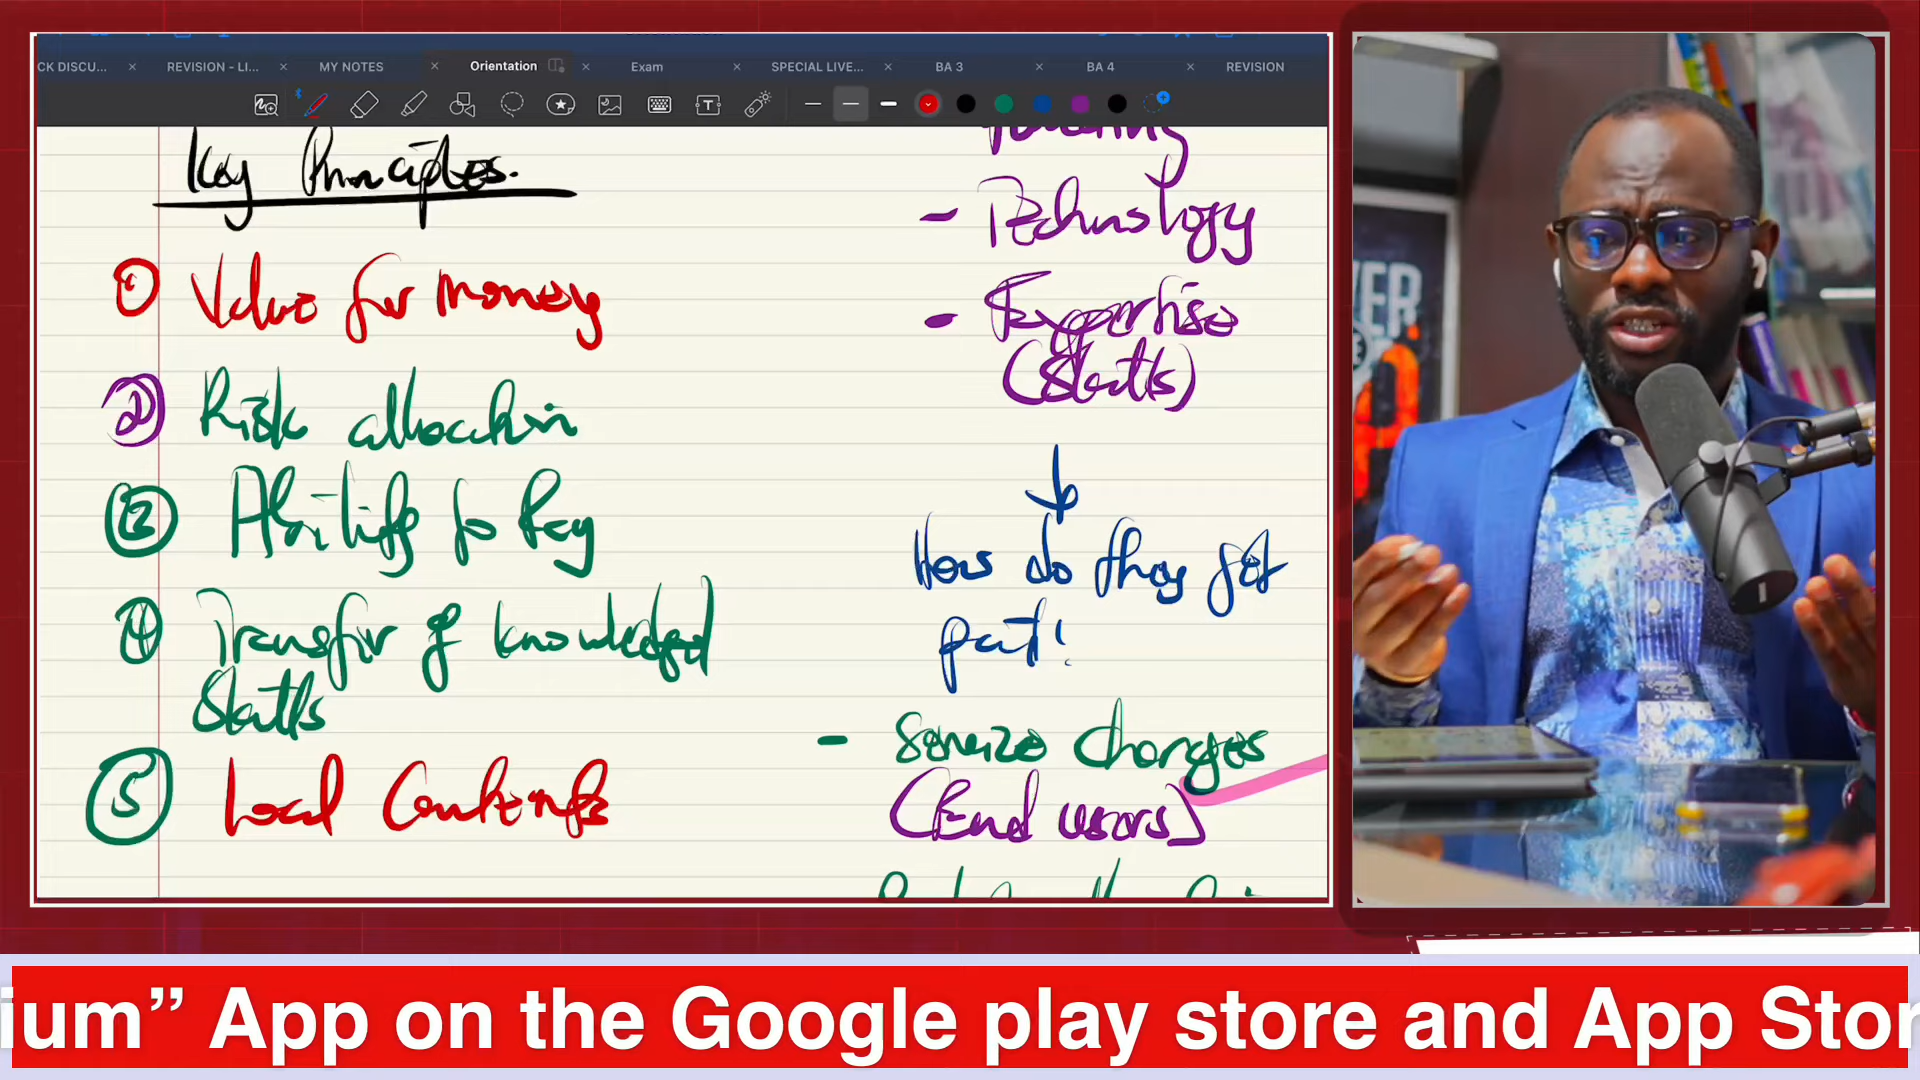 CK DISCU...
REVISION - LI...
MY NOTES
Orientation
Exam
SPECIAL LIVE...
BA 3
BA 4
REVISION
Key Principles.
① Value for money
② Risk allocation
Ability to Pay
④ Transfer of knowledge
Skills
⑤ Local Contents
- Technology
- Expertise
(Skills)
How do they get
paid?
- Service charges
(End users)
ium” App on the Google play store and App Stor